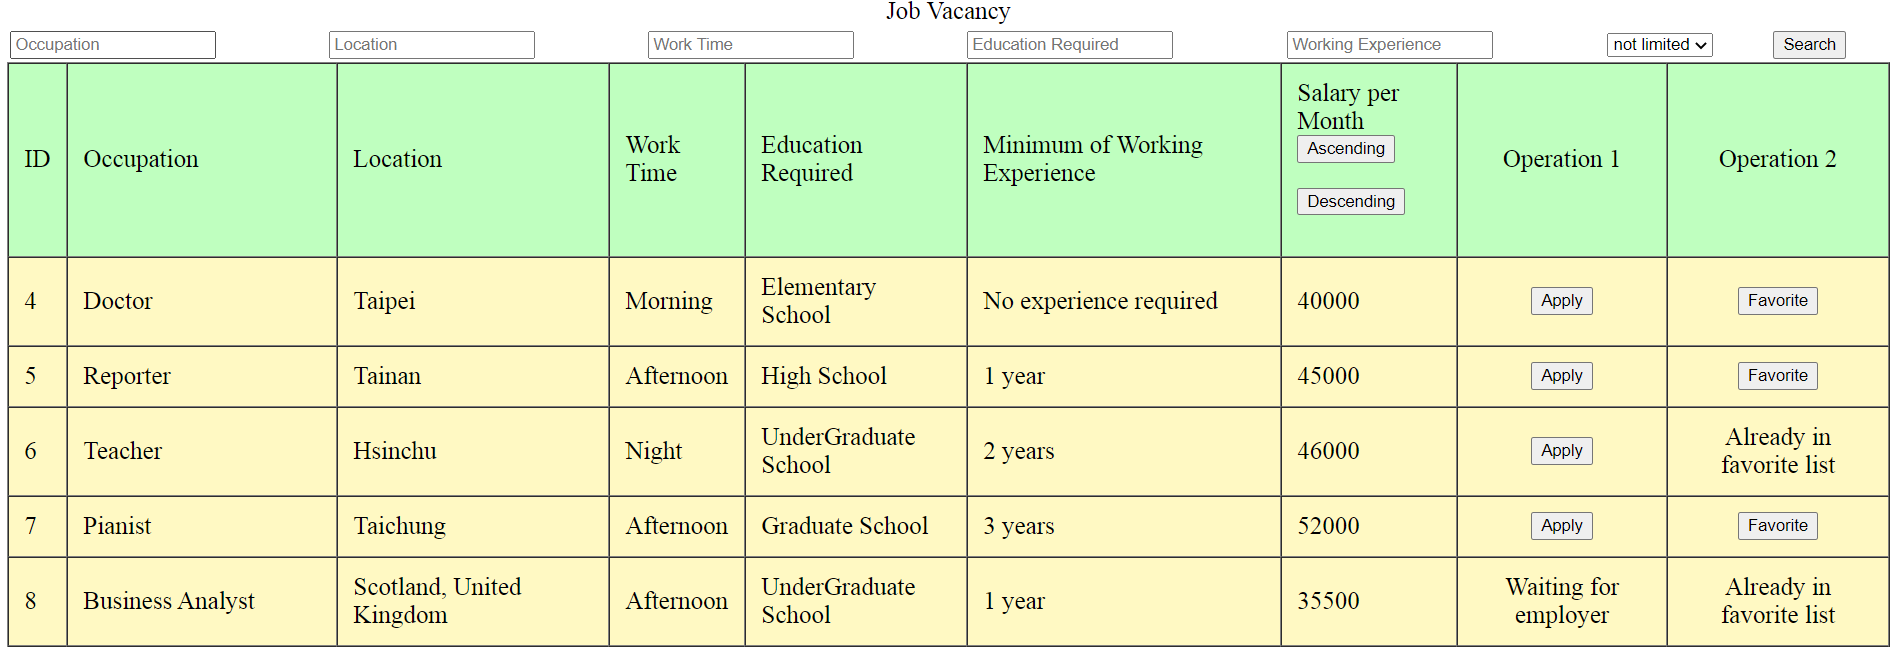 Job Vacancy
Occupation Location Work Time Education Required Working Experience not limited Search
ID Occupation Location Work Time Education Required Minimum of Working Experience Salary per Month Ascending Descending Operation 1 Operation 2
4 Doctor Taipei Morning Elementary School No experience required 40000 Apply Favorite
5 Reporter Tainan Afternoon High School 1 year 45000 Apply Favorite
6 Teacher Hsinchu Night UnderGraduate School 2 years 46000 Apply Already in favorite list
7 Pianist Taichung Afternoon Graduate School 3 years 52000 Apply Favorite
8 Business Analyst Scotland, United Kingdom Afternoon UnderGraduate School 1 year 35500 Waiting for employer Already in favorite list